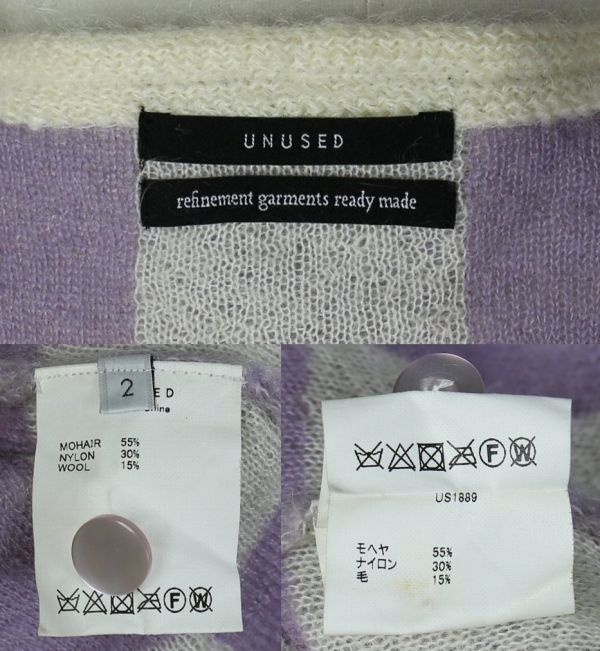 UNUSED
refinement garments ready made
2
ED
MOHAIR 55%
NYLON 30%
WOOL 15%
F W
F W
US1889
モヘヤ 55%
ナイロン 30%
毛 15%